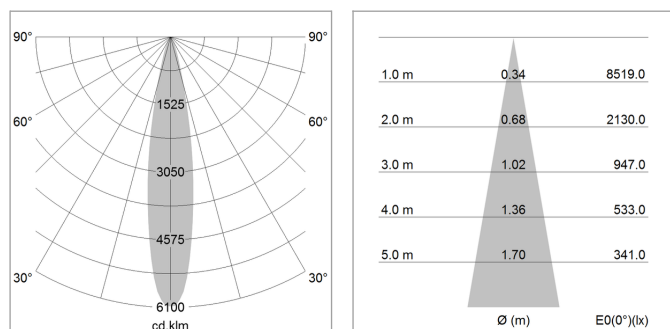 90° 90°
1525
60° 60°
3050
4575
30° 30°
6100
cd.klm
1.0 m 0.34 8519.0
2.0 m 0.68 2130.0
3.0 m 1.02 947.0
4.0 m 1.36 533.0
5.0 m 1.70 341.0
Ø (m) E0(0°)(lx)